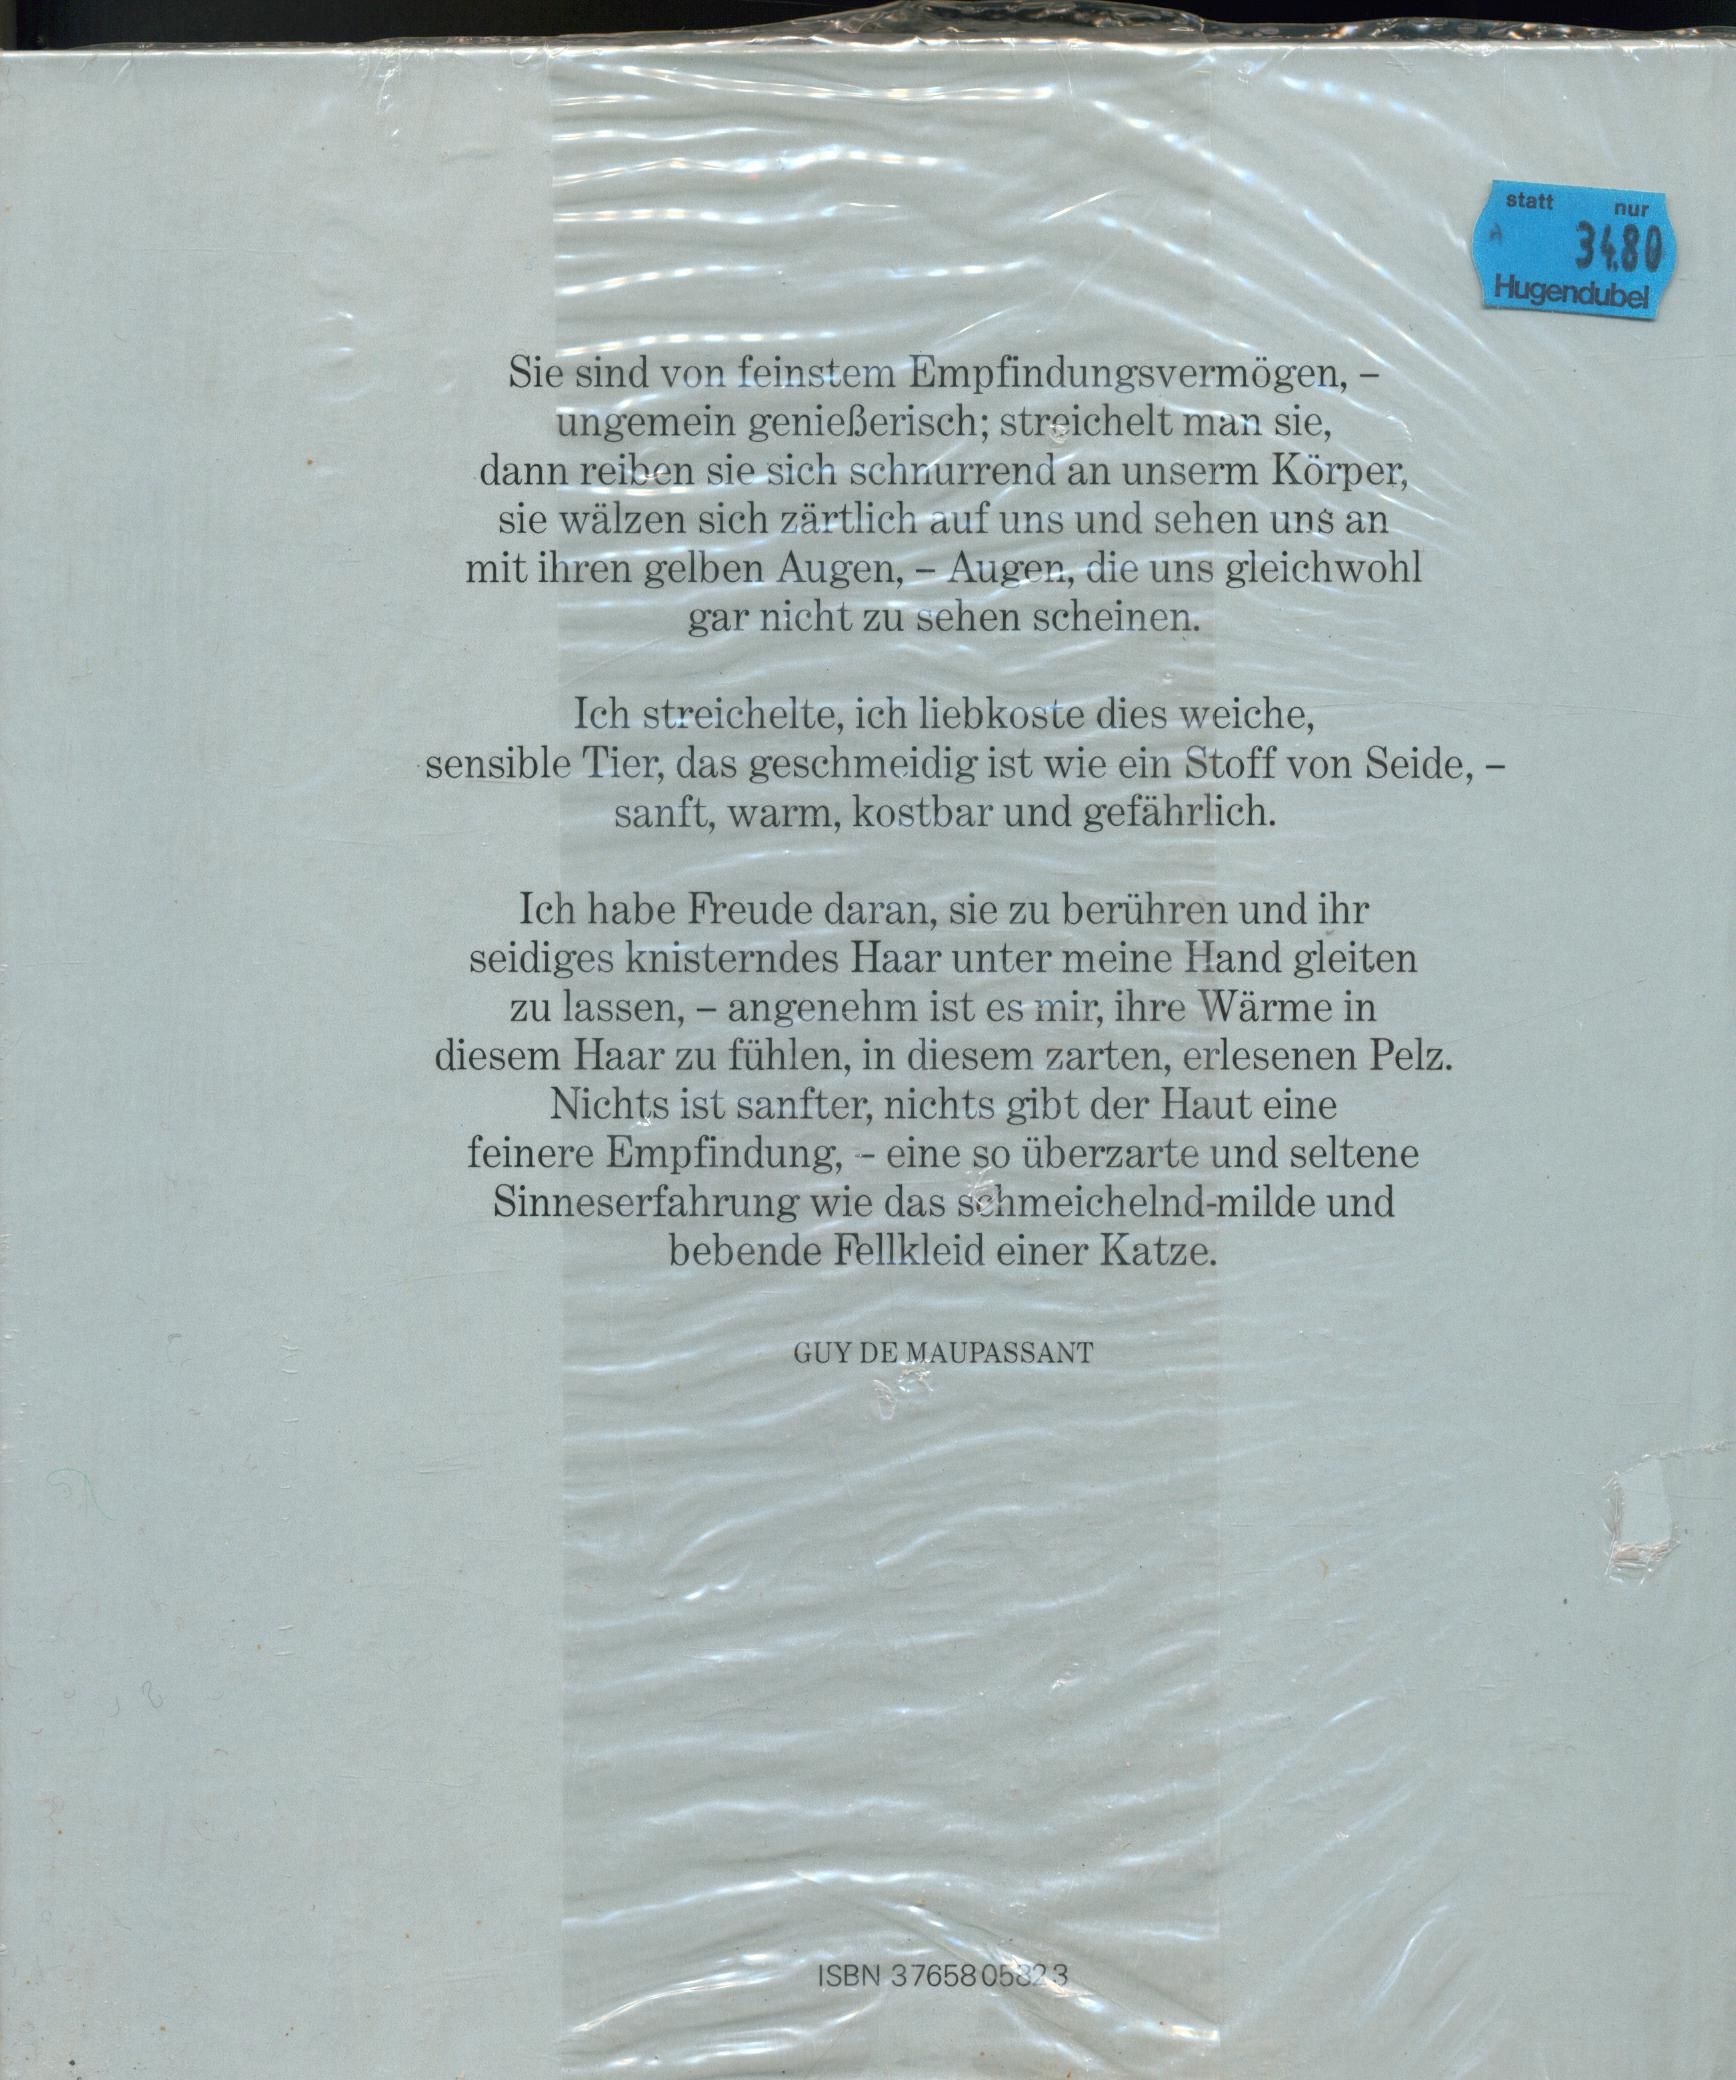 statt nur
34.80
Hugendubel
Sie sind von feinstem Empfindungsvermögen, –
ungemein genießerisch; streichelt man sie,
dann reiben sie sich schnurrend an unserm Körper,
sie wälzen sich zärtlich auf uns und sehen uns an
mit ihren gelben Augen, – Augen, die uns gleichwohl
gar nicht zu sehen scheinen.
Ich streichelte, ich liebkoste dies weiche,
sensible Tier, das geschmeidig ist wie ein Stoff von Seide, –
sanft, warm, kostbar und gefährlich.
Ich habe Freude daran, sie zu berühren und ihr
seidiges knisterndes Haar unter meine Hand gleiten
zu lassen, – angenehm ist es mir, ihre Wärme in
diesem Haar zu fühlen, in diesem zarten, erlesenen Pelz.
Nichts ist sanfter, nichts gibt der Haut eine
feinere Empfindung, – eine so überzarte und seltene
Sinneserfahrung wie das schmeichelnd-milde und
bebende Fellkleid einer Katze.
GUY DE MAUPASSANT
ISBN 3 7658 0582 3